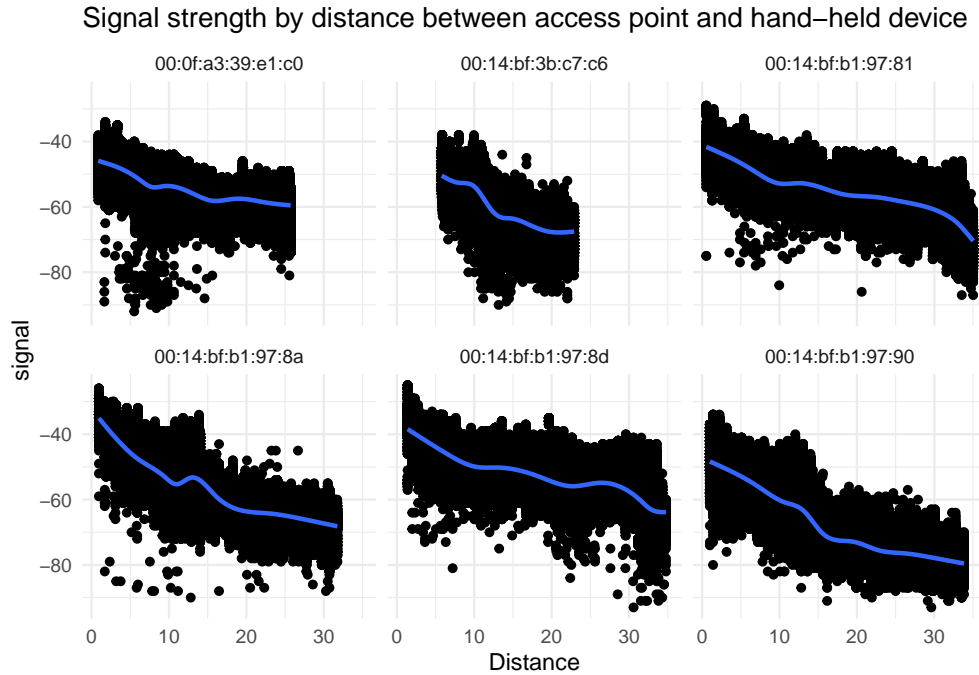 Signal strength by distance between access point and hand−held device
00:0f:a3:39:e1:c0 00:14:bf:3b:c7:c6 00:14:bf:b1:97:81
−40
−60
−80
signal
00:14:bf:b1:97:8a 00:14:bf:b1:97:8d 00:14:bf:b1:97:90
−40
−60
−80
0 10 20 30 0 10 20 30 0 10 20 30
Distance